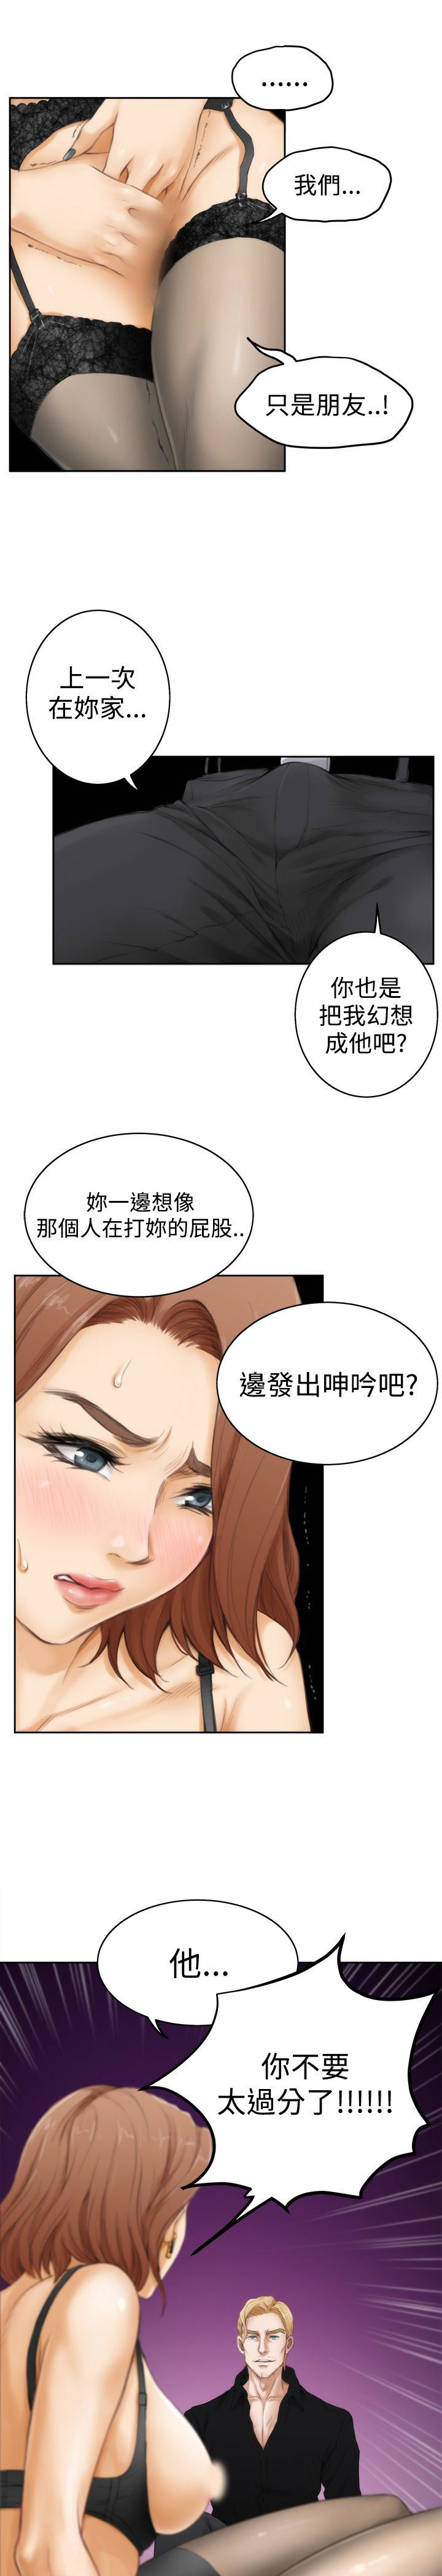 ......
我們...
只是朋友..!
上一次
在妳家...
你也是
把我幻想
成他吧?
妳一邊想像
那個人在打妳的屁股..
邊發出呻吟吧?
他...
你不要
太過分了!!!!!!